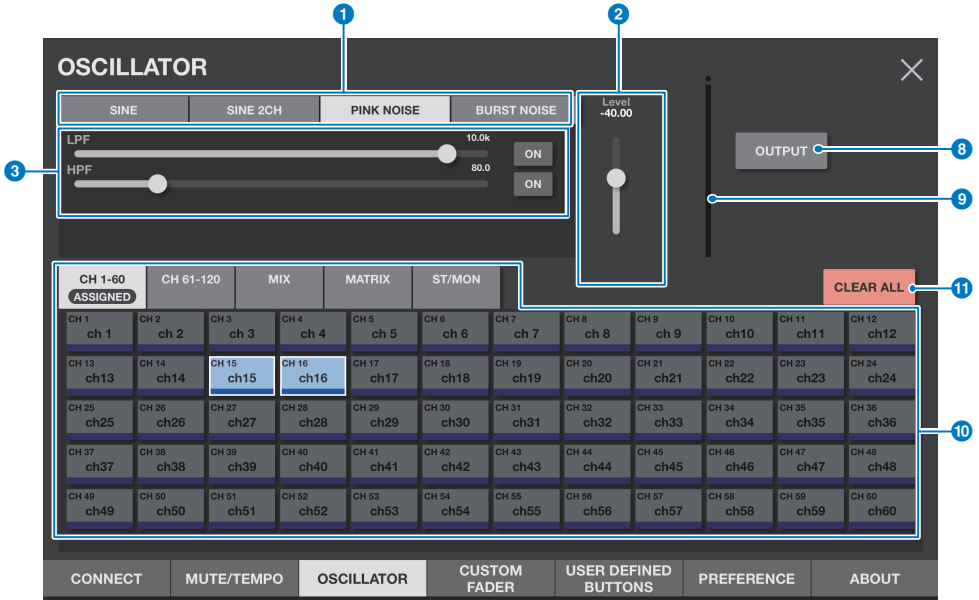 1 2
OSCILLATOR
SINE SINE 2CH PINK NOISE BURST NOISE
Level
-40.00
LPF 10.0k ON
HPF 80.0 ON
3
OUTPUT 8
9
CH 1-60 CH 61-120 MIX MATRIX ST/MON
ASSIGNED
CLEAR ALL 11
CH 1 CH 2 CH 3 CH 4 CH 5 CH 6 CH 7 CH 8 CH 9 CH 10 CH 11 CH 12
ch 1 ch 2 ch 3 ch 4 ch 5 ch 6 ch 7 ch 8 ch 9 ch10 ch11 ch12
CH 13 CH 14 CH 15 CH 16 CH 17 CH 18 CH 19 CH 20 CH 21 CH 22 CH 23 CH 24
ch13 ch14 ch15 ch16 ch17 ch18 ch19 ch20 ch21 ch22 ch23 ch24
CH 25 CH 26 CH 27 CH 28 CH 29 CH 30 CH 31 CH 32 CH 33 CH 34 CH 35 CH 36
ch25 ch26 ch27 ch28 ch29 ch30 ch31 ch32 ch33 ch34 ch35 ch36
10
CH 37 CH 38 CH 39 CH 40 CH 41 CH 42 CH 43 CH 44 CH 45 CH 46 CH 47 CH 48
ch37 ch38 ch39 ch40 ch41 ch42 ch43 ch44 ch45 ch46 ch47 ch48
CH 49 CH 50 CH 51 CH 52 CH 53 CH 54 CH 55 CH 56 CH 57 CH 58 CH 59 CH 60
ch49 ch50 ch51 ch52 ch53 ch54 ch55 ch56 ch57 ch58 ch59 ch60
CONNECT MUTE/TEMPO OSCILLATOR CUSTOM FADER USER DEFINED BUTTONS PREFERENCE ABOUT